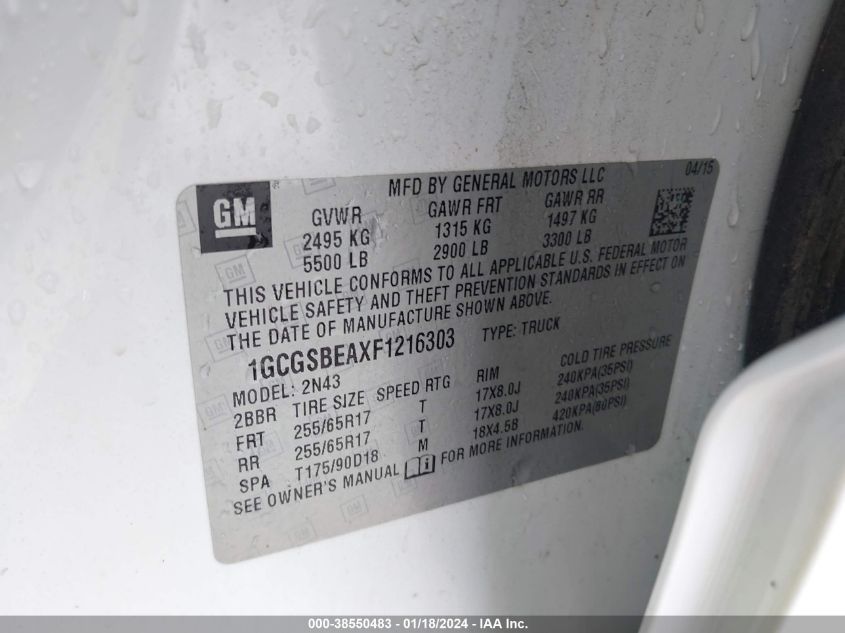 GM
MFD BY GENERAL MOTORS LLC
04/15
GVWR GAWR FRT GAWR RR
2495 KG 1315 KG 1497 KG
5500 LB 2900 LB 3300 LB
THIS VEHICLE CONFORMS TO ALL APPLICABLE U.S. FEDERAL MOTOR
VEHICLE SAFETY AND THEFT PREVENTION STANDARDS IN EFFECT ON
THE DATE OF MANUFACTURE SHOWN ABOVE.
1GCGSBEAXF1216303 TYPE: TRUCK
MODEL: 2N43
2BBR TIRE SIZE SPEED RTG RIM COLD TIRE PRESSURE
FRT 255/65R17 T 17X8.0J 240KPA(35PSI)
RR 255/65R17 T 17X8.0J 240KPA(35PSI)
SPA T175/90D18 M 18X4.5B 420KPA(60PSI)
SEE OWNER'S MANUAL i FOR MORE INFORMATION.
000-38550483 - 01/18/2024 - IAA Inc.